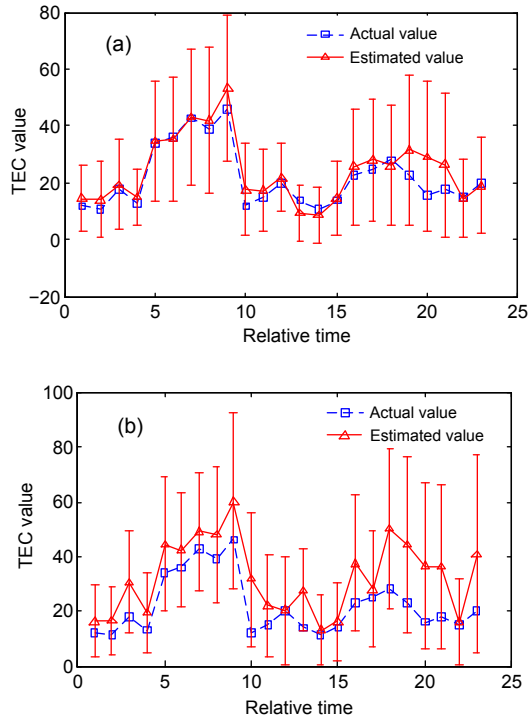 (a)
Actual value
Estimated value
TEC value
80
60
40
20
0
−20
0 5 10 15 20 25
Relative time
(b)
Actual value
Estimated value
TEC value
100
80
60
40
20
0
0 5 10 15 20 25
Relative time